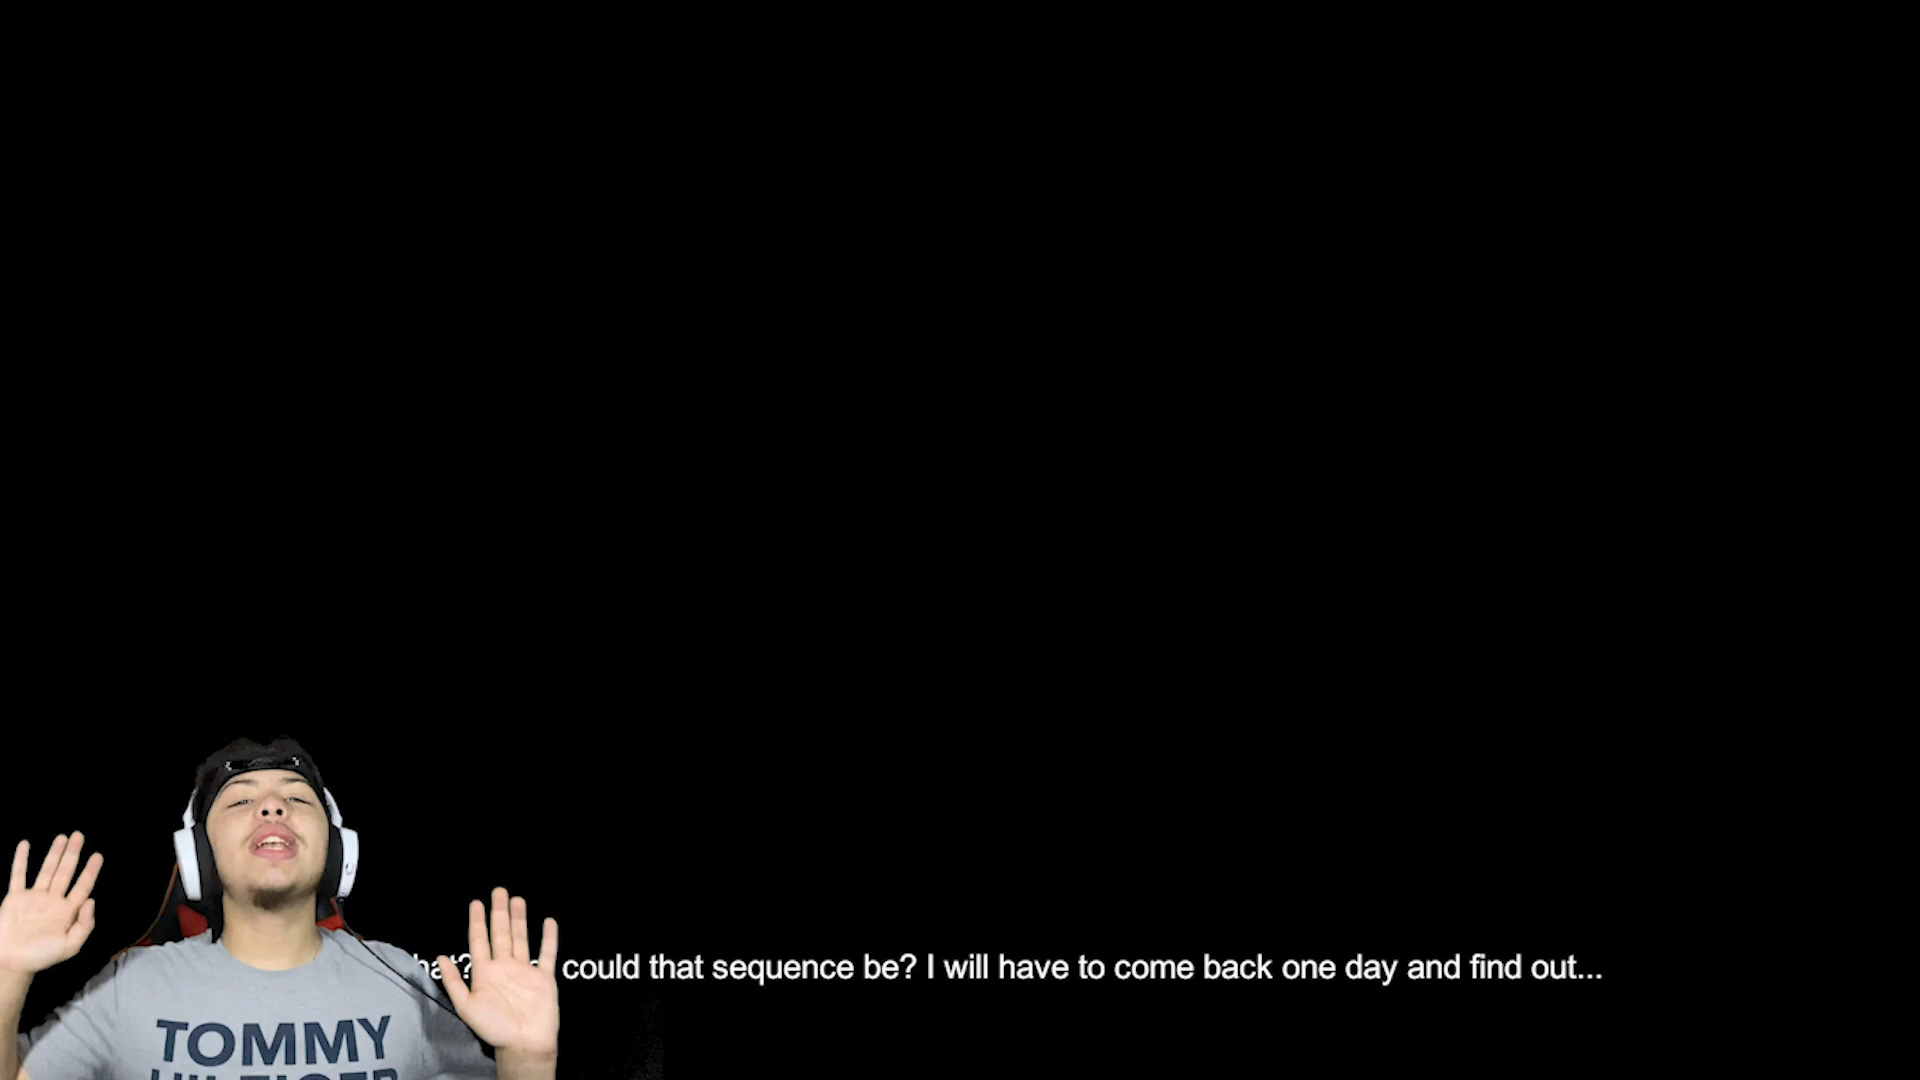 could that sequence be? I will have to come back one day and find out...
TOMMY